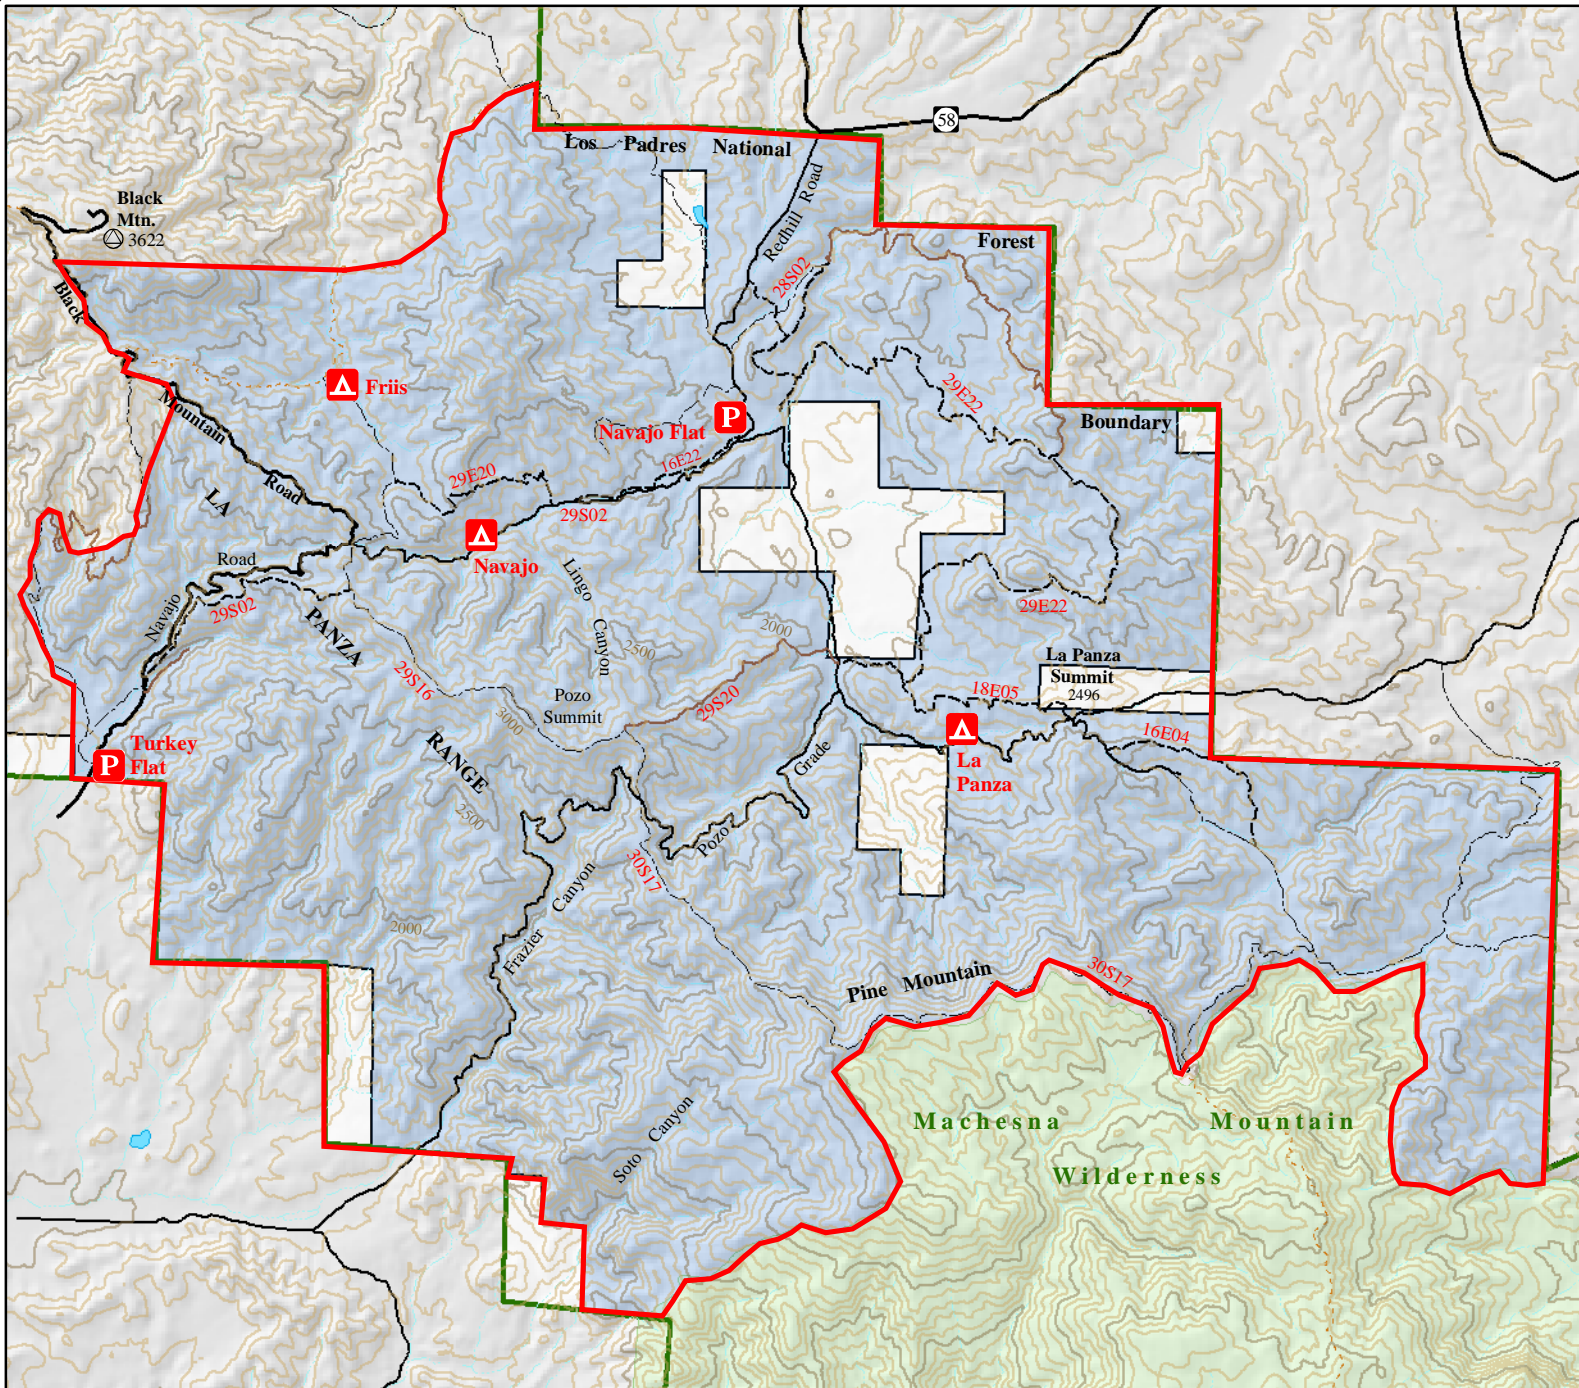 58
Los Padres National
Forest
Boundary
Black
Mtn.
3622
Redhill Road
28S02
Black
Mountain
Road
Friis
29E22
Navajo Flat
P
16E22
29E20
29S02
Navajo
LA
PANZA
RANGE
Road
Navajo
29S02
Lingo
Canyon
2500
2000
29E22
29S16
3000
Pozo
Summit
29S20
La Panza
Summit
2496
18E05
16E04
La
Panza
Turkey
Flat
P
2500
Grade
Pozo
30S17
Canyon
Frazier
2000
Pine Mountain
30S17
Canyon
Soto
Machesna Mountain
Wilderness